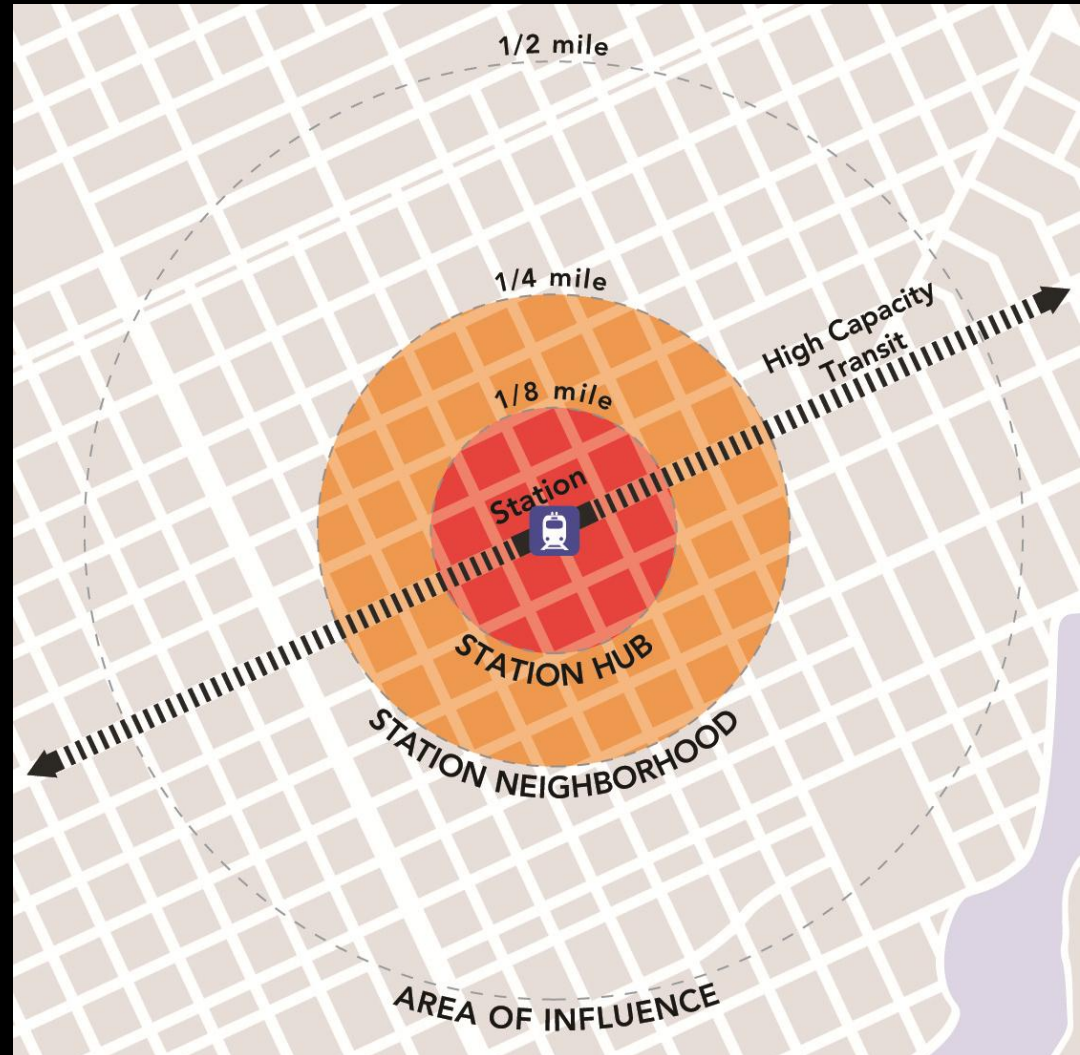 1/2 mile
1/4 mile
High Capacity
Transit
1/8 mile
Station
STATION HUB
STATION NEIGHBORHOOD
AREA OF INFLUENCE